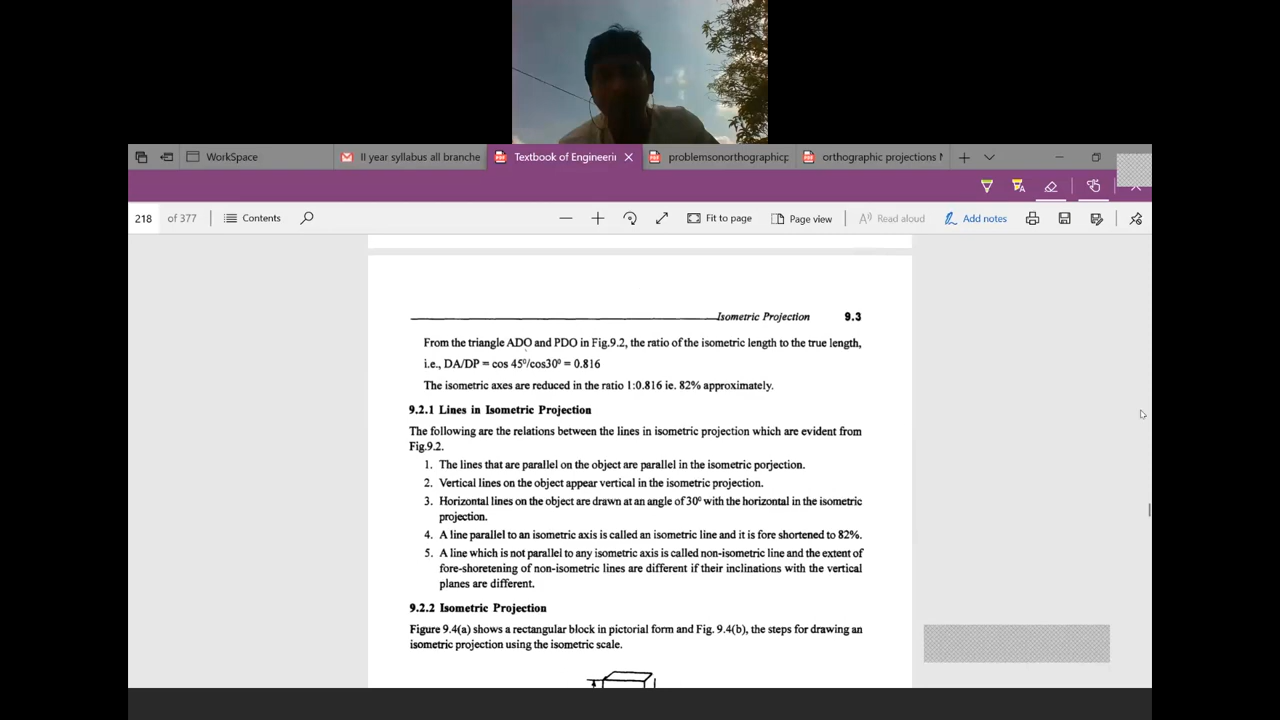 WorkSpace
II year syllabus all branche
Textbook of Engineeri
problemsonorthographicp
orthographic projections M
218 of 377
Contents
Fit to page
Page view
Read aloud
Add notes
Isometric Projection 9.3
From the triangle ADO and PDO in Fig.9.2, the ratio of the isometric length to the true length,
i.e., DA/DP = cos 45⁰/cos30⁰ = 0.816
The isometric axes are reduced in the ratio 1:0.816 ie. 82% approximately.
9.2.1 Lines in Isometric Projection
The following are the relations between the lines in isometric projection which are evident from
Fig.9.2.
1. The lines that are parallel on the object are parallel in the isometric porjection.
2. Vertical lines on the object appear vertical in the isometric projection.
3. Horizontal lines on the object are drawn at an angle of 30⁰ with the horizontal in the isometric
projection.
4. A line parallel to an isometric axis is called an isometric line and it is fore shortened to 82%.
5. A line which is not parallel to any isometric axis is called non-isometric line and the extent of
fore-shoretening of non-isometric lines are different if their inclinations with the vertical
planes are different.
9.2.2 Isometric Projection
Figure 9.4(a) shows a rectangular block in pictorial form and Fig. 9.4(b), the steps for drawing an
isometric projection using the isometric scale.